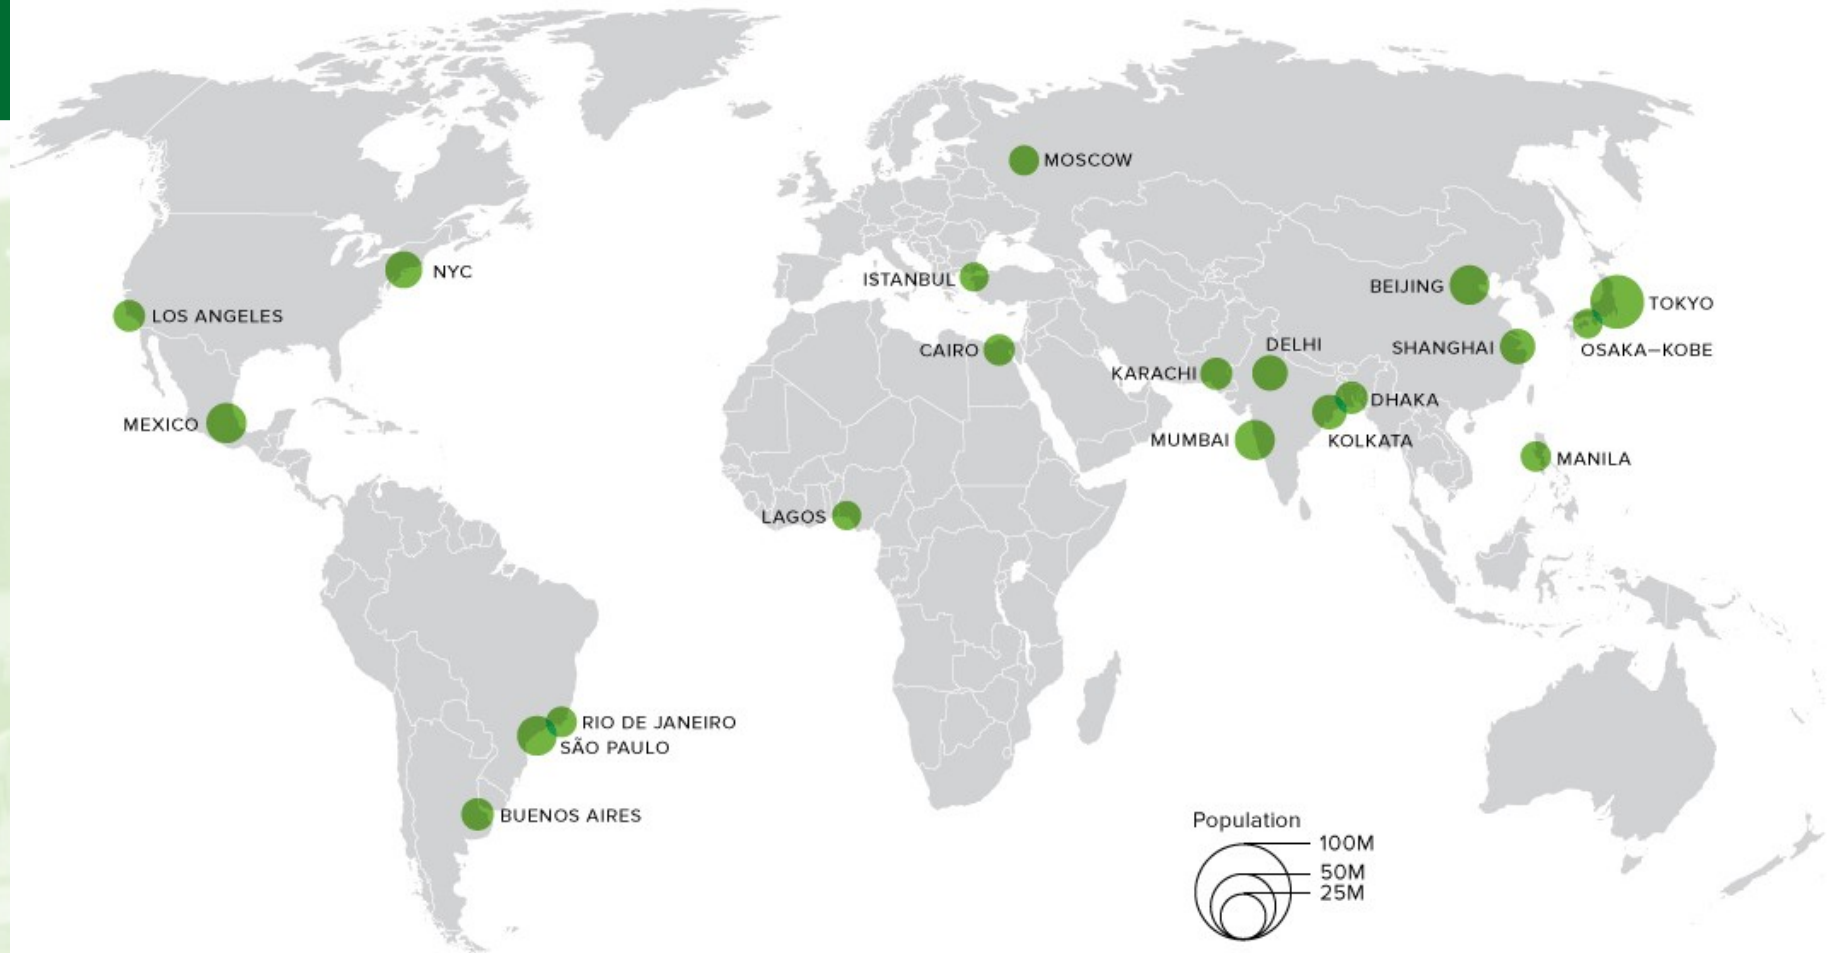 MOSCOW
NYC
ISTANBUL
BEIJING
TOKYO
LOS ANGELES
CAIRO
DELHI
SHANGHAI
OSAKA–KOBE
KARACHI
DHAKA
MEXICO
MUMBAI
KOLKATA
MANILA
LAGOS
RIO DE JANEIRO
SÃO PAULO
BUENOS AIRES
Population
100M
50M
25M